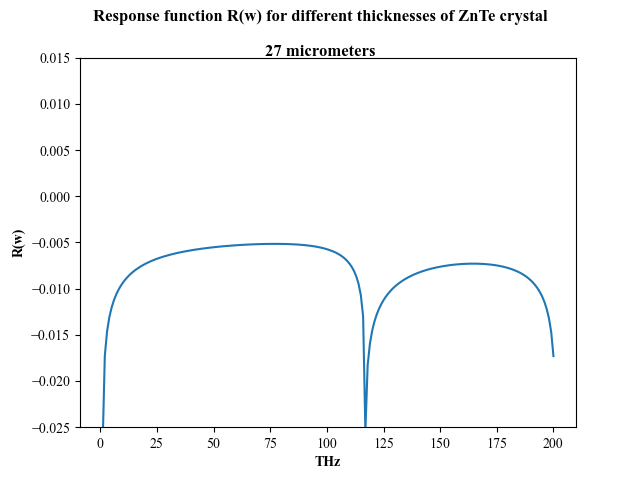 Response function R(w) for different thicknesses of ZnTe crystal
27 micrometers
0.015
0.010
0.005
0.000
−0.005
−0.010
−0.015
−0.020
−0.025
R(w)
0 25 50 75 100 125 150 175 200
THz